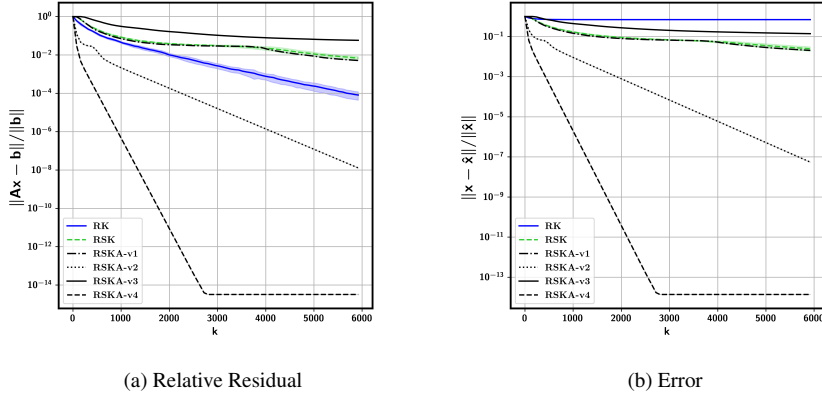 10⁰
10⁻²
10⁻⁴
10⁻⁶
10⁻⁸
10⁻¹⁰
10⁻¹²
10⁻¹⁴
||Ax − b||/||b||
RK
RSK
RSKA-v1
RSKA-v2
RSKA-v3
RSKA-v4
0 1000 2000 3000 4000 5000 6000
k
(a) Relative Residual
10⁻¹
10⁻³
10⁻⁵
10⁻⁷
10⁻⁹
10⁻¹¹
10⁻¹³
||x − x̂||/||x̂||
RK
RSK
RSKA-v1
RSKA-v2
RSKA-v3
RSKA-v4
0 1000 2000 3000 4000 5000 6000
k
(b) Error